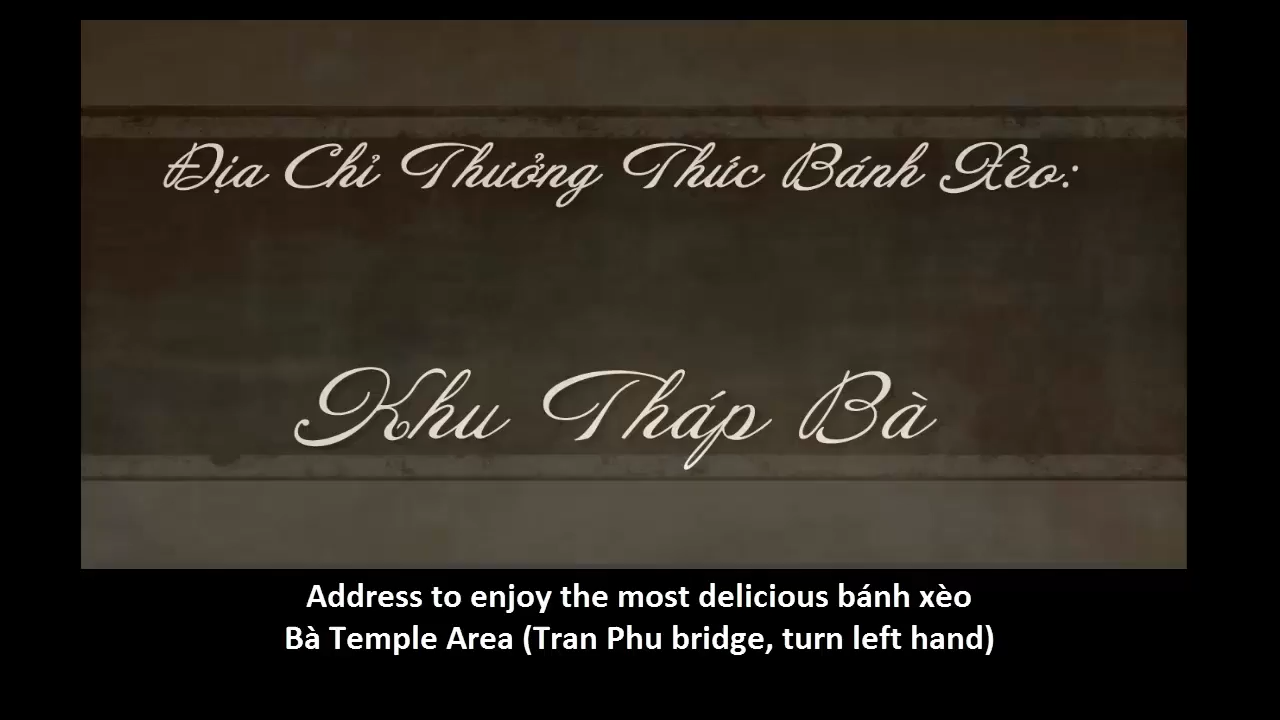 Địa Chỉ Thưởng Thức Bánh Xèo:
Khu Tháp Bà
Address to enjoy the most delicious bánh xèo
Bà Temple Area (Tran Phu bridge, turn left hand)